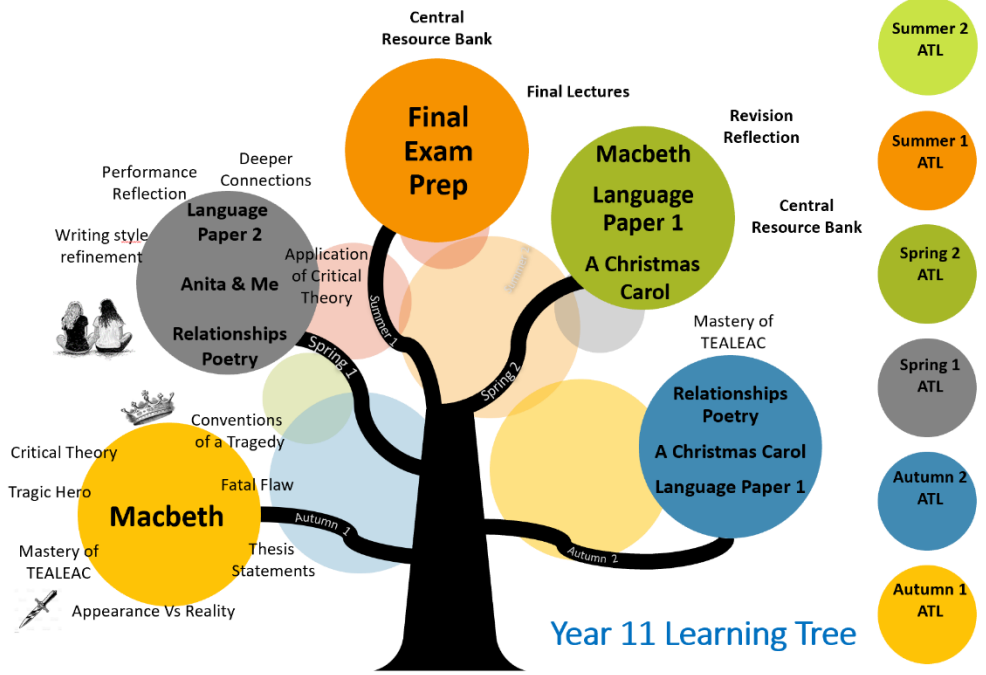 Central
Resource Bank
Final
Exam
Prep
Final Lectures
Revision
Reflection
Macbeth
Language
Paper 1
A Christmas
Carol
Central
Resource Bank
Deeper
Connections
Performance
Reflection
Language
Paper 2
Anita & Me
Relationships
Poetry
Writing style
refinement
Application
of Critical
Theory
Summer 1
Summer 2
Spring 1
Spring 2
Mastery of
TEALEAC
Relationships
Poetry
A Christmas Carol
Language Paper 1
Autumn 2
Conventions
of a Tragedy
Critical Theory
Tragic Hero
Fatal Flaw
Macbeth
Autumn 1
Mastery of
TEALEAC
Thesis
Statements
Appearance Vs Reality
Year 11 Learning Tree
Summer 2
ATL
Summer 1
ATL
Spring 2
ATL
Spring 1
ATL
Autumn 2
ATL
Autumn 1
ATL